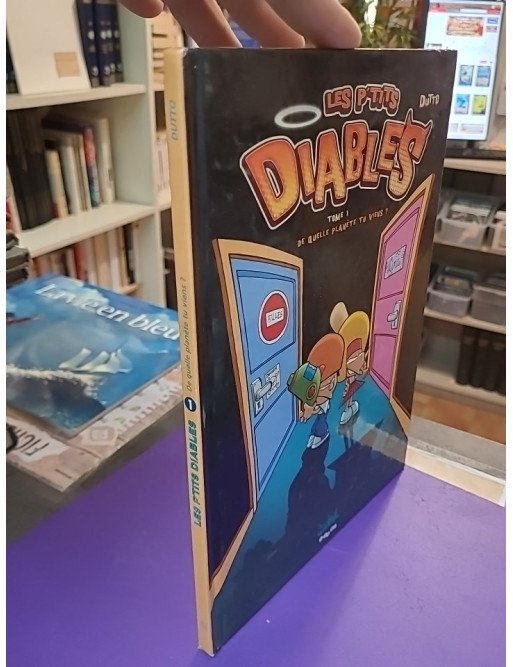 LES P'TITS
DIABLES
DUTTO
TOME 1
DE QUELLE PLANÈTE TU VIENS ?
FILLES
DUTTO
De quelle planète tu viens ?
1
LES P'TITS DIABLES
La vie en bleu